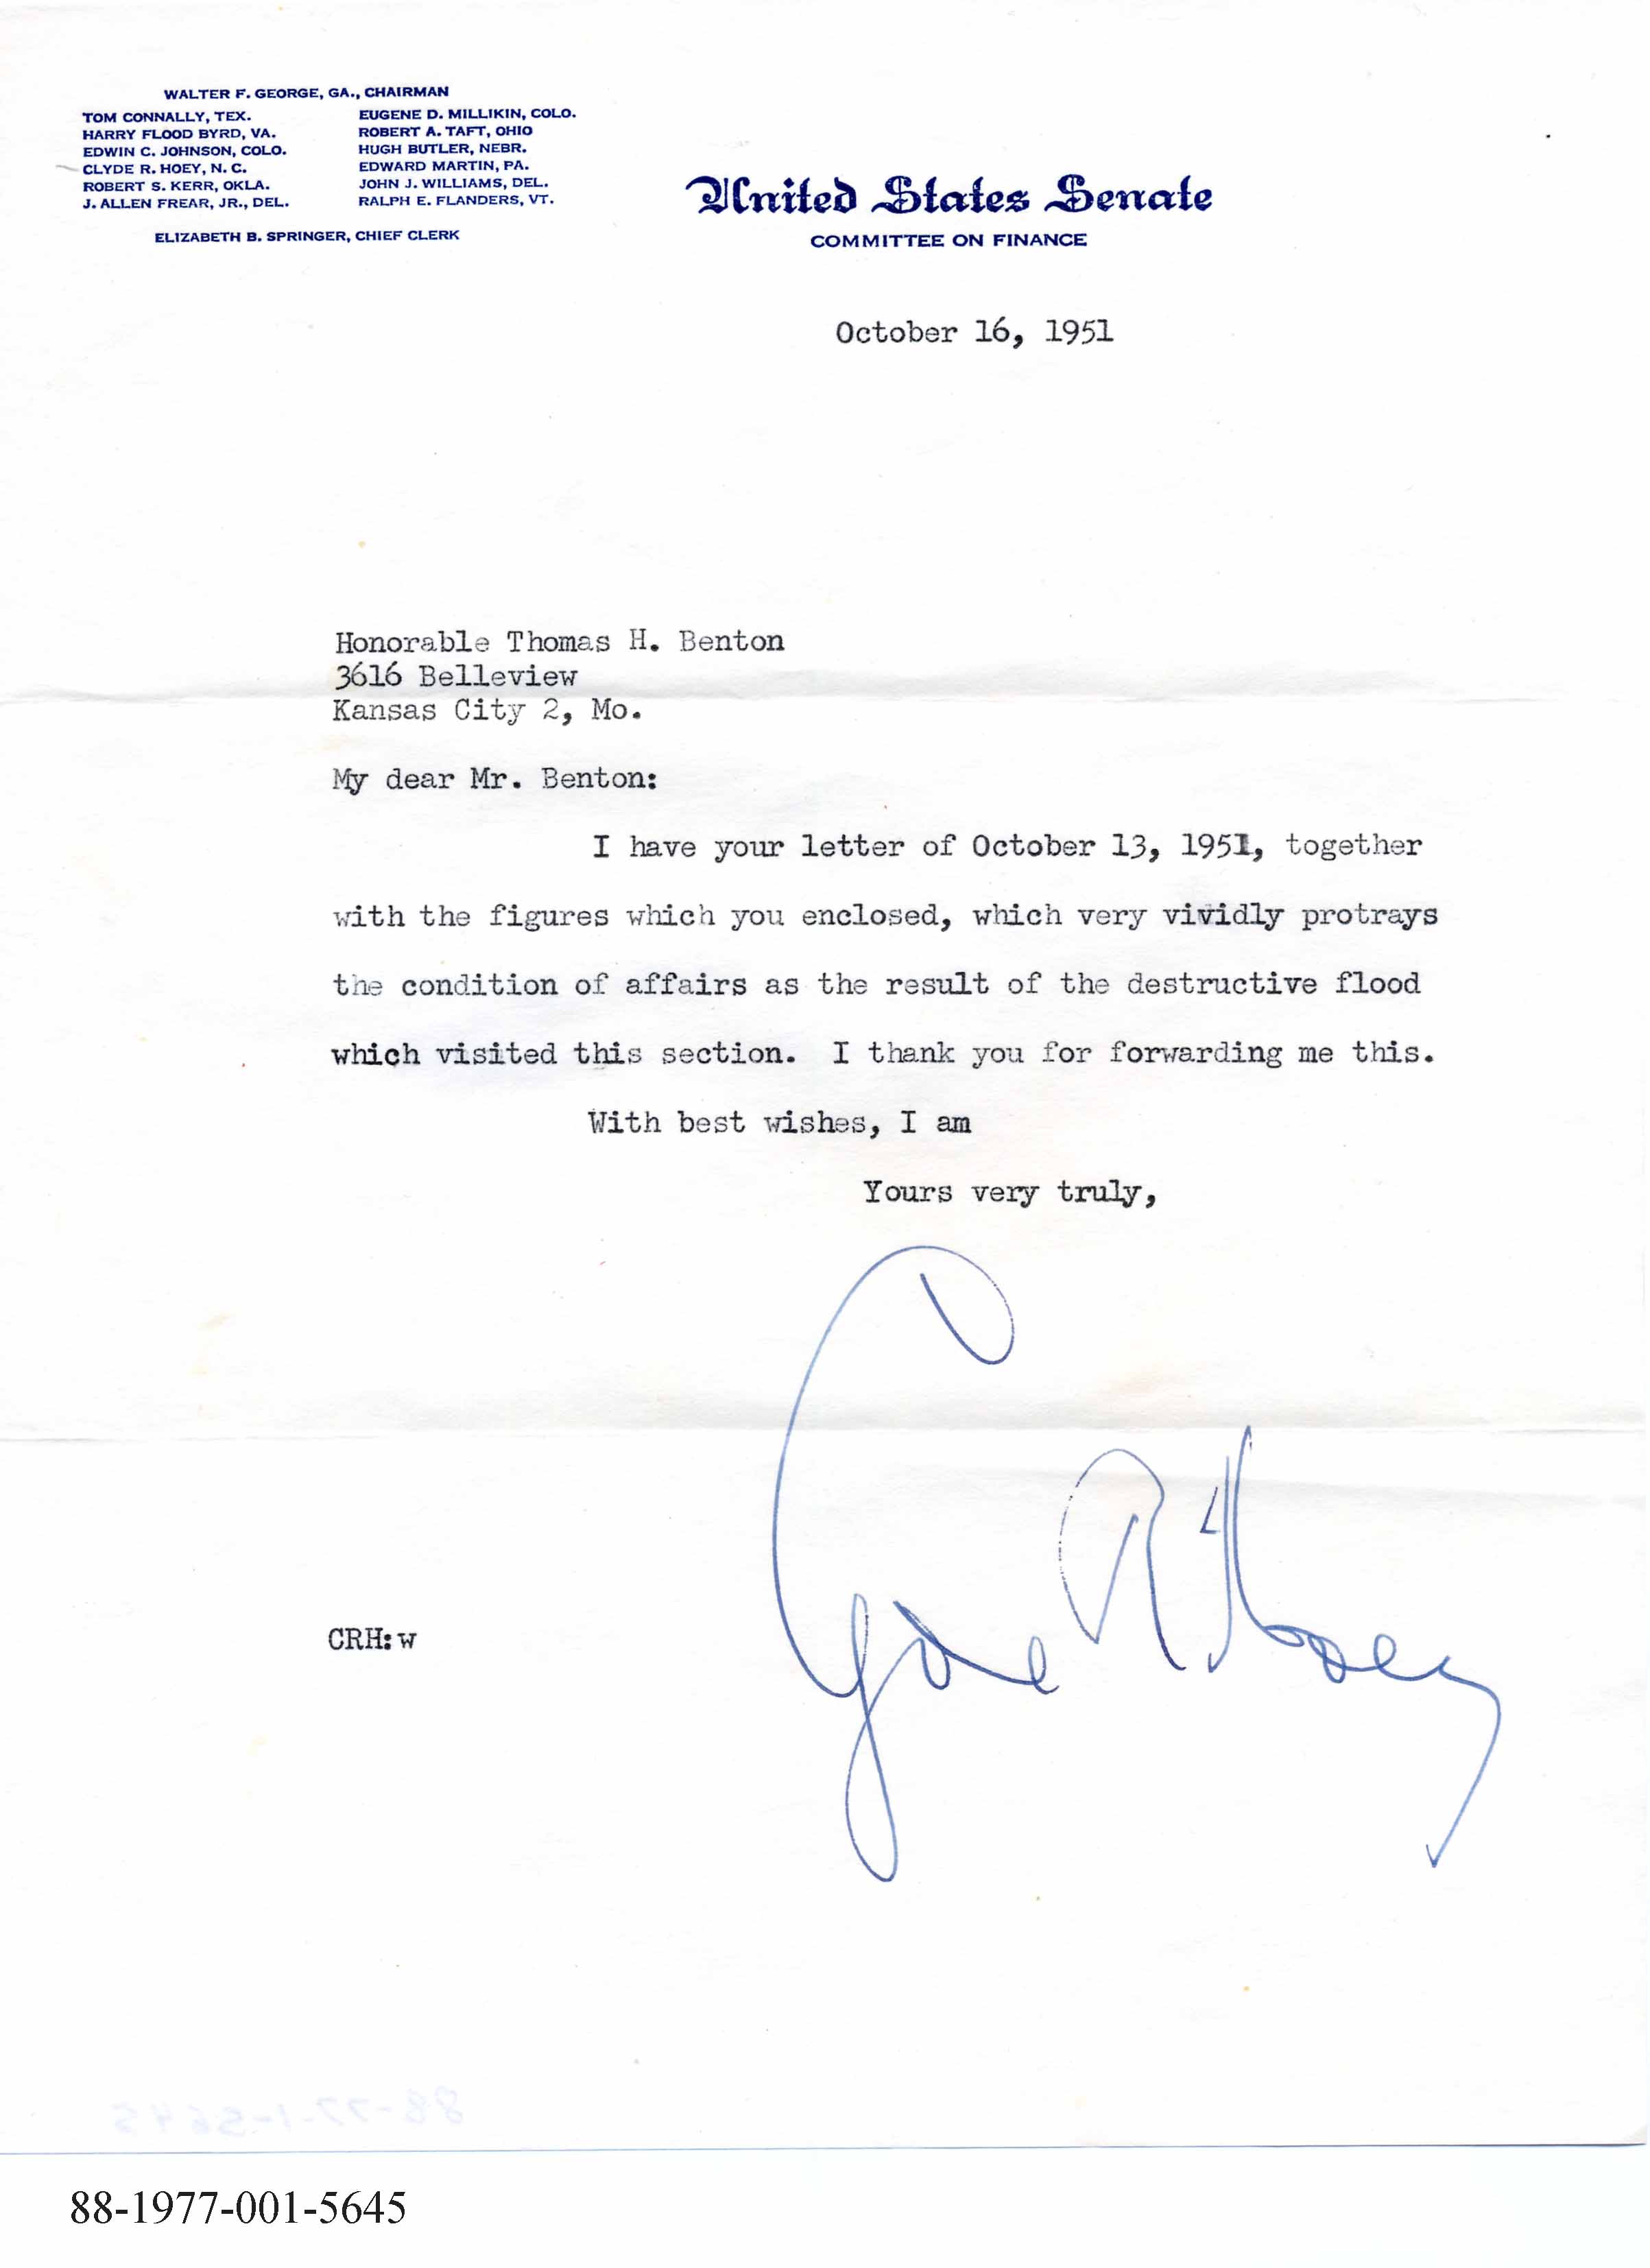 WALTER F. GEORGE, GA., CHAIRMAN
TOM CONNALLY, TEX.
HARRY FLOOD BYRD, VA.
EDWIN C. JOHNSON, COLO.
CLYDE R. HOEY, N. C.
ROBERT S. KERR, OKLA.
J. ALLEN FREAR, JR., DEL.
EUGENE D. MILLIKIN, COLO.
ROBERT A. TAFT, OHIO
HUGH BUTLER, NEBR.
EDWARD MARTIN, PA.
JOHN J. WILLIAMS, DEL.
RALPH E. FLANDERS, VT.
ELIZABETH B. SPRINGER, CHIEF CLERK
United States Senate
COMMITTEE ON FINANCE
October 16, 1951
Honorable Thomas H. Benton
3616 Belleview
Kansas City 2, Mo.
My dear Mr. Benton:
I have your letter of October 13, 1951, together
with the figures which you enclosed, which very vividly protrays
the condition of affairs as the result of the destructive flood
which visited this section. I thank you for forwarding me this.
With best wishes, I am
Yours very truly,
Clyde R Hoey
CRH:w
88-77-1-5645
88-1977-001-5645